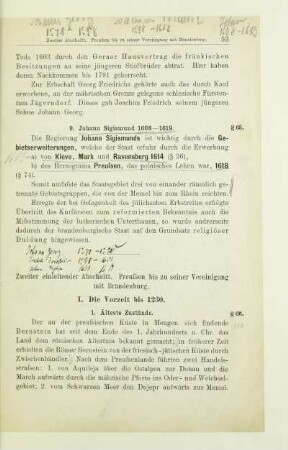 Zweiter Abschnitt. Preußen bis zu seiner Vereinigung mit Brandenburg. 53
Tode 1603 durch den Geraer Hausvertrag die fränkischen
Besitzungen an seine jüngeren Stiefbrüder abtrat. Hier haben
deren Nachkommen bis 1791 geherrscht.
Zur Erbschaft Georg Friedrichs gehörte auch das durch Kauf
erworbene, an der mährischen Grenze gelegene schlesische Fürsten-
tum Jägerndorf. Dieses gab Joachim Friedrich seinem jüngeren
Sohne Johann Georg.
9. Johann Sigismund 1608—1619. § 65.
Die Regierung Johann Sigismunds ist wichtig durch die Ge-
bietserweiterungen, welche der Staat erfuhr durch die Erwerbung
a) von Kleve, Mark und Ravensberg 1614 (§ 36),
b) des Herzogtums Preußen, das polnisches Lehen war, 1618
(§ 74).
Somit umfaßte das Staatsgebiet drei von einander räumlich ge-
trennte Gebietsgruppen, die von der Memel bis zum Rhein reichten.
Hierzu der bei Gelegenheit des jülichschen Erbstreites erfolgte
Übertritt des Kurfürsten zum reformierten Bekenntnis auch die
Mißstimmung der lutherischen Untertanen, so wurde andrerseits
dadurch der brandenburgische Staat auf den Grundsatz religiöser
Duldung hingewiesen.
Zweiter einleitender Abschnitt. Preußen bis zu seiner Vereinigung
mit Brandenburg.
I. Die Vorzeit bis 1230.
1. Älteste Zustände. § 66.
Der an der preußischen Küste in Mengen sich findende
Bernstein hat seit dem Ende des 1. Jahrhunderts n. Chr. das
Land dem römischen Altertum bekannt gemacht; in früherer Zeit
erhielten die Römer Bernstein von der friesisch-jütischen Küste durch
Zwischenhändler. Nach dem Preußenlande führten zwei Handels-
straßen: 1. von Aquileja über die Ostalpen zur Donau und die
March aufwärts durch die mährische Pforte ins Oder- und Weichsel-
gebiet; 2. vom Schwarzen Meer den Dnjepr aufwärts zur Memel.